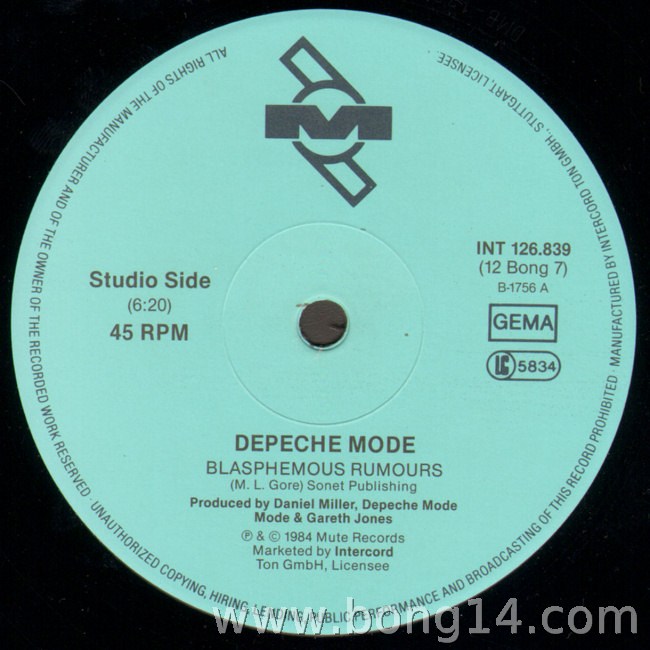 M
ALL RIGHTS OF THE MANUFACTURER AND OF THE OWNER OF THE RECORDED WORK RESERVED · UNAUTHORIZED COPYING, HIRING, LENDING, PUBLIC PERFORMANCE AND BROADCASTING OF THIS RECORD PROHIBITED · MANUFACTURED BY INTERCORD TON GMBH, STUTTGART, LICENSEE.
Studio Side
(6:20)
45 RPM
INT 126.839
(12 Bong 7)
B-1756 A
GEMA
LC 5834
DEPECHE MODE
BLASPHEMOUS RUMOURS
(M. L. Gore) Sonet Publishing
Produced by Daniel Miller, Depeche Mode
Mode & Gareth Jones
℗ & © 1984 Mute Records
Marketed by Intercord
Ton GmbH, Licensee
www.bong14.com